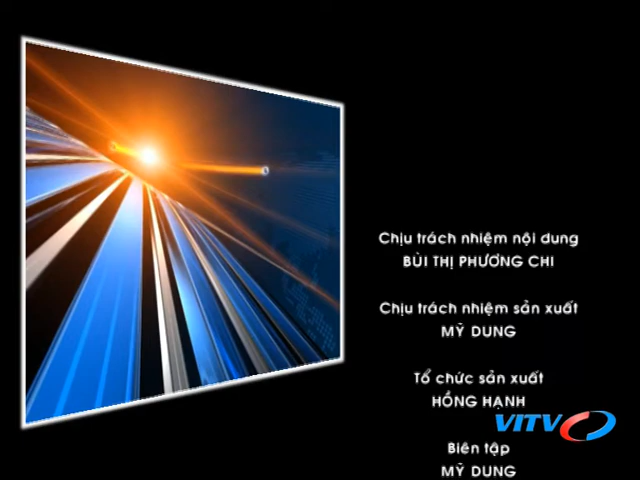 Chịu trách nhiệm nội dung
BÙI THỊ PHƯƠNG CHI
Chịu trách nhiệm sản xuất
MỸ DUNG
Tổ chức sản xuất
HỒNG HẠNH
VITV
Biên tập
MỸ DUNG